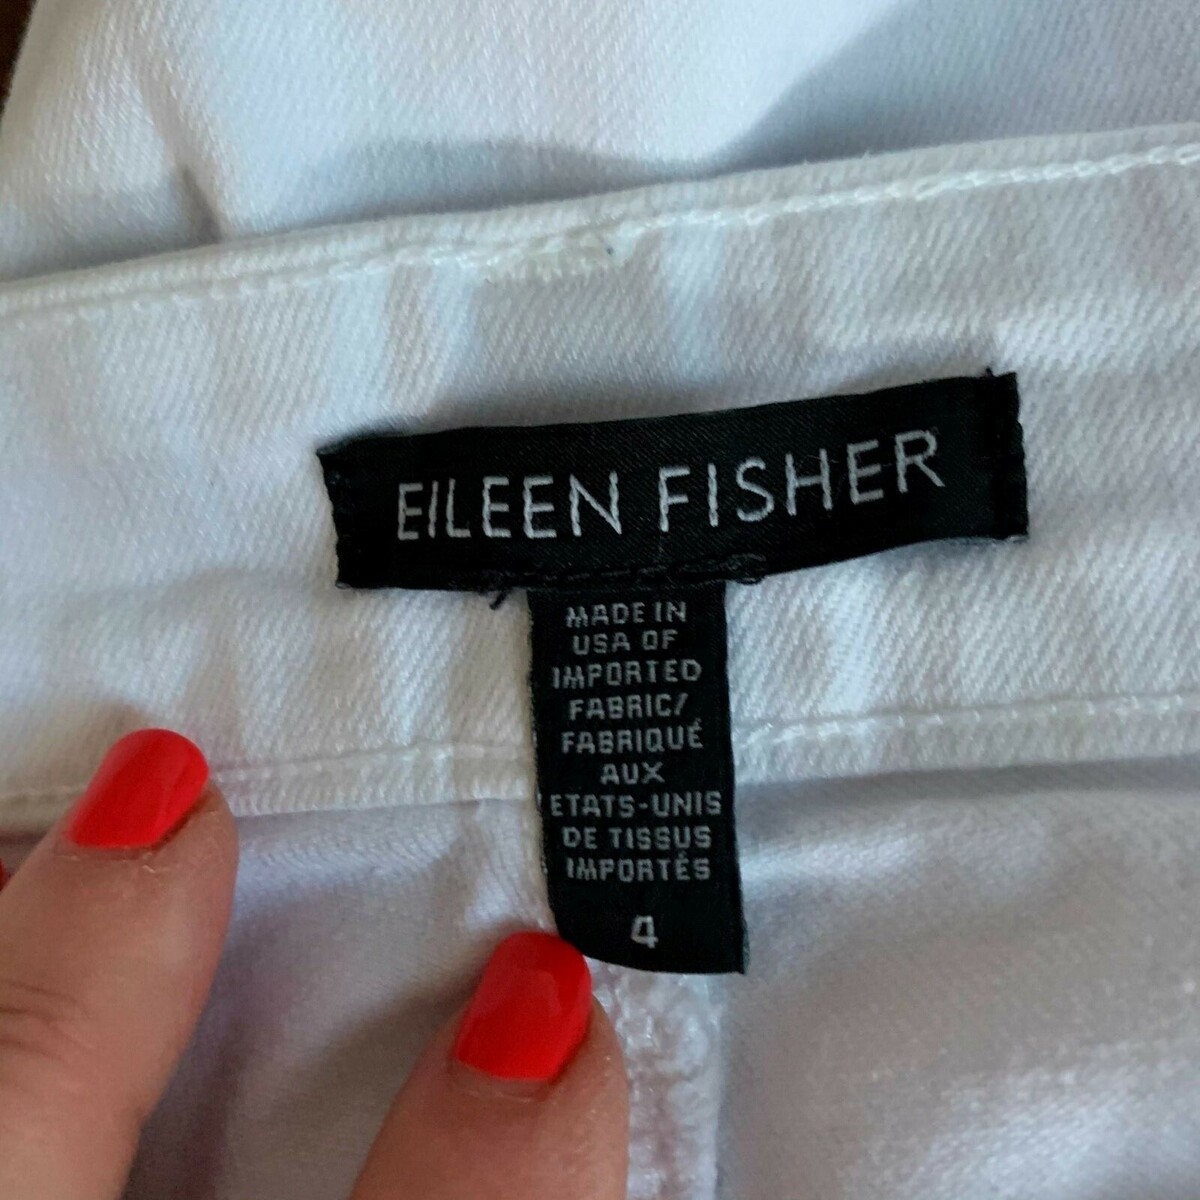 EILEEN FISHER
MADE IN
USA OF
IMPORTED
FABRIC/
FABRIQUÉ
AUX
ETATS-UNIS
DE TISSUS
IMPORTÉS
4